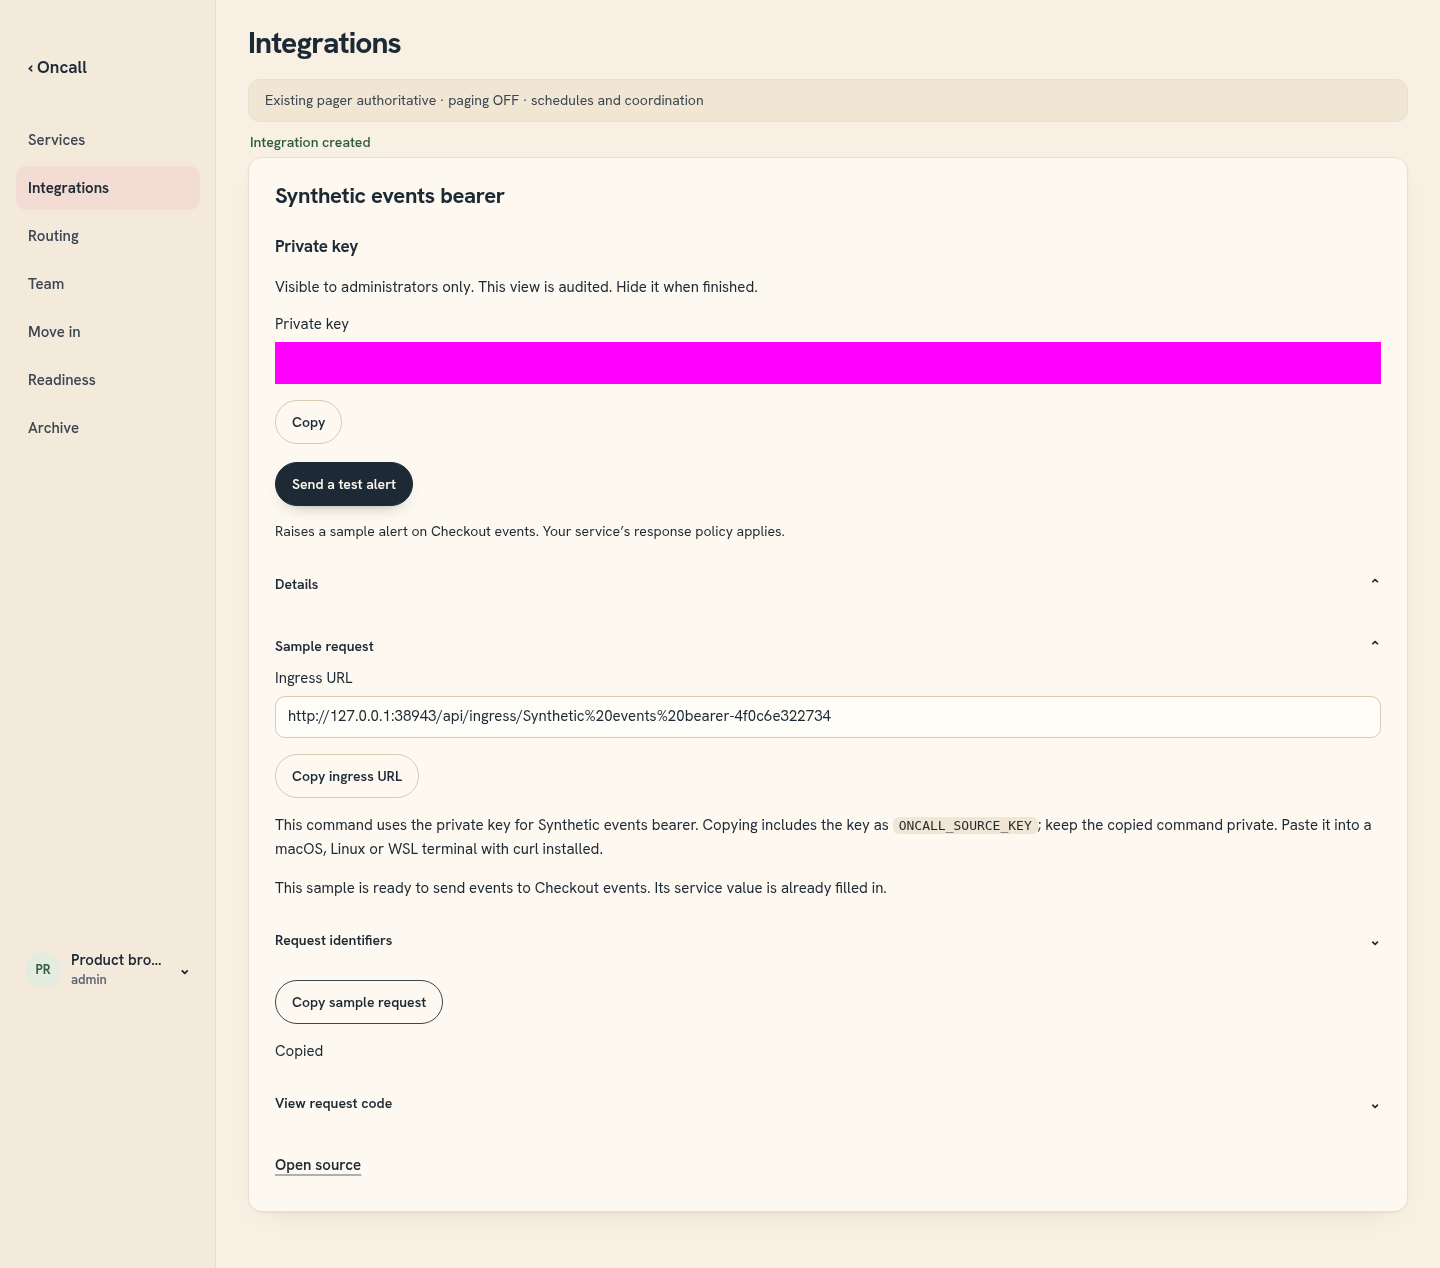 ‹ Oncall
Services
Integrations
Routing
Team
Move in
Readiness
Archive
PR
Product bro...
admin
Integrations
Existing pager authoritative · paging OFF · schedules and coordination
Integration created
Synthetic events bearer
Private key
Visible to administrators only. This view is audited. Hide it when finished.
Private key
Copy
Send a test alert
Raises a sample alert on Checkout events. Your service’s response policy applies.
Details
Sample request
Ingress URL
http://127.0.0.1:38943/api/ingress/Synthetic%20events%20bearer-4f0c6e322734
Copy ingress URL
This command uses the private key for Synthetic events bearer. Copying includes the key as ONCALL_SOURCE_KEY; keep the copied command private. Paste it into a
macOS, Linux or WSL terminal with curl installed.
This sample is ready to send events to Checkout events. Its service value is already filled in.
Request identifiers
Copy sample request
Copied
View request code
Open source